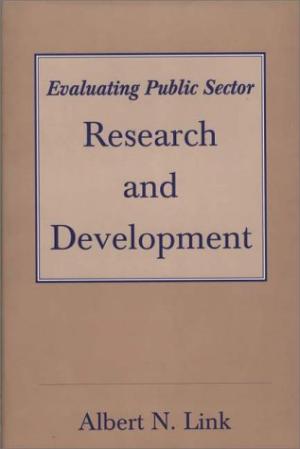 Evaluating Public Sector
Research
and
Development
Albert N. Link